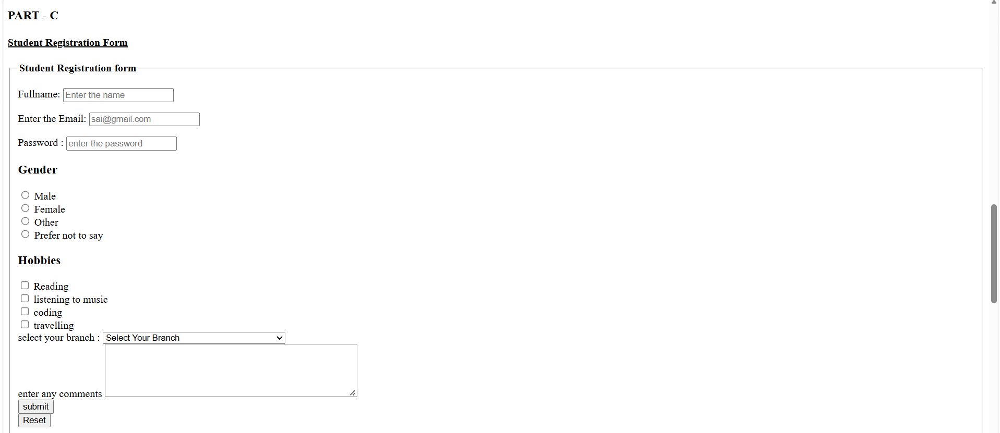 PART - C
Student Registration Form
Student Registration form
Fullname: Enter the name
Enter the Email: sai@gmail.com
Password : enter the password
Gender
Male
Female
Other
Prefer not to say
Hobbies
Reading
listening to music
coding
travelling
select your branch : Select Your Branch
enter any comments
submit
Reset